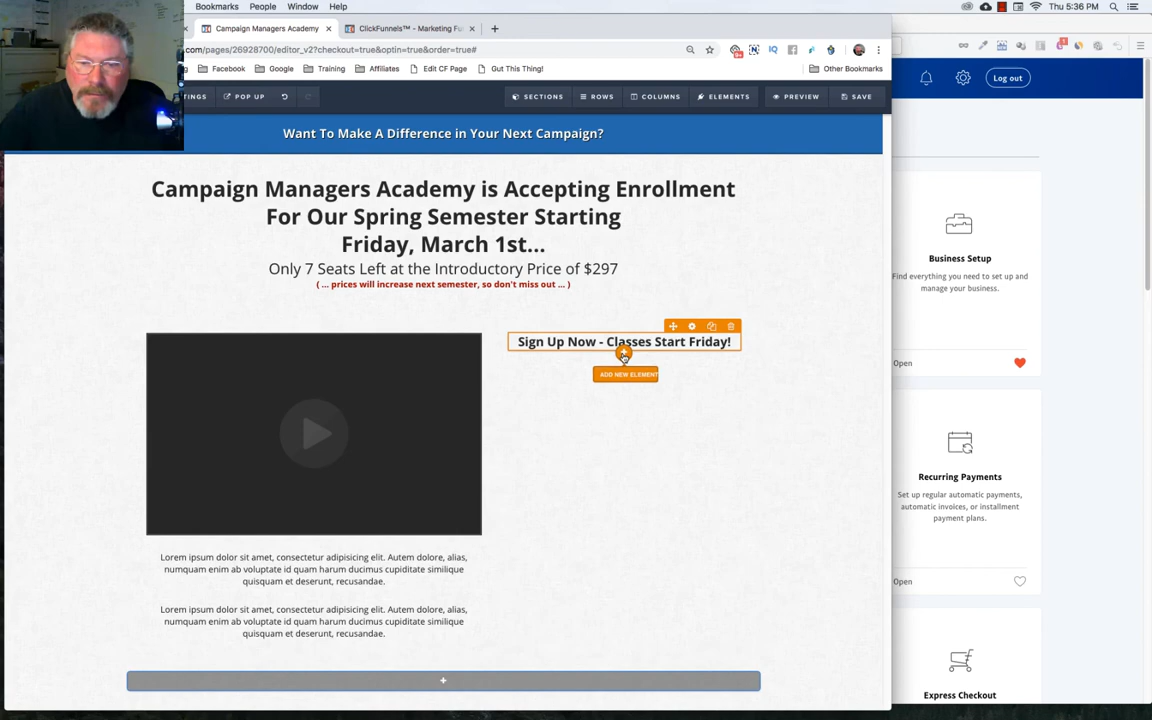 Bookmarks People Window Help
Thu 5:36 PM
Campaign Managers Academy
ClickFunnels™ - Marketing Fu
.com/pages/26928700/editor_v2?checkout=true&optin=true&order=true#
Facebook Google Training Affiliates Edit CF Page Gut This Thing! Other Bookmarks
TINGS POP UP SECTIONS ROWS COLUMNS ELEMENTS PREVIEW SAVE
Log out
Want To Make A Difference in Your Next Campaign?
Campaign Managers Academy is Accepting Enrollment
For Our Spring Semester Starting
Friday, March 1st...
Only 7 Seats Left at the Introductory Price of $297
( ... prices will increase next semester, so don't miss out ... )
Sign Up Now - Classes Start Friday!
ADD NEW ELEMENT
Lorem ipsum dolor sit amet, consectetur adipisicing elit. Autem dolore, alias,
numquam enim ab voluptate id quam harum ducimus cupiditate similique
quisquam et deserunt, recusandae.
Lorem ipsum dolor sit amet, consectetur adipisicing elit. Autem dolore, alias,
numquam enim ab voluptate id quam harum ducimus cupiditate similique
quisquam et deserunt, recusandae.
Business Setup
Find everything you need to set up and
manage your business.
Open
Recurring Payments
Set up regular automatic payments,
automatic invoices, or installment
payment plans.
Open
Express Checkout